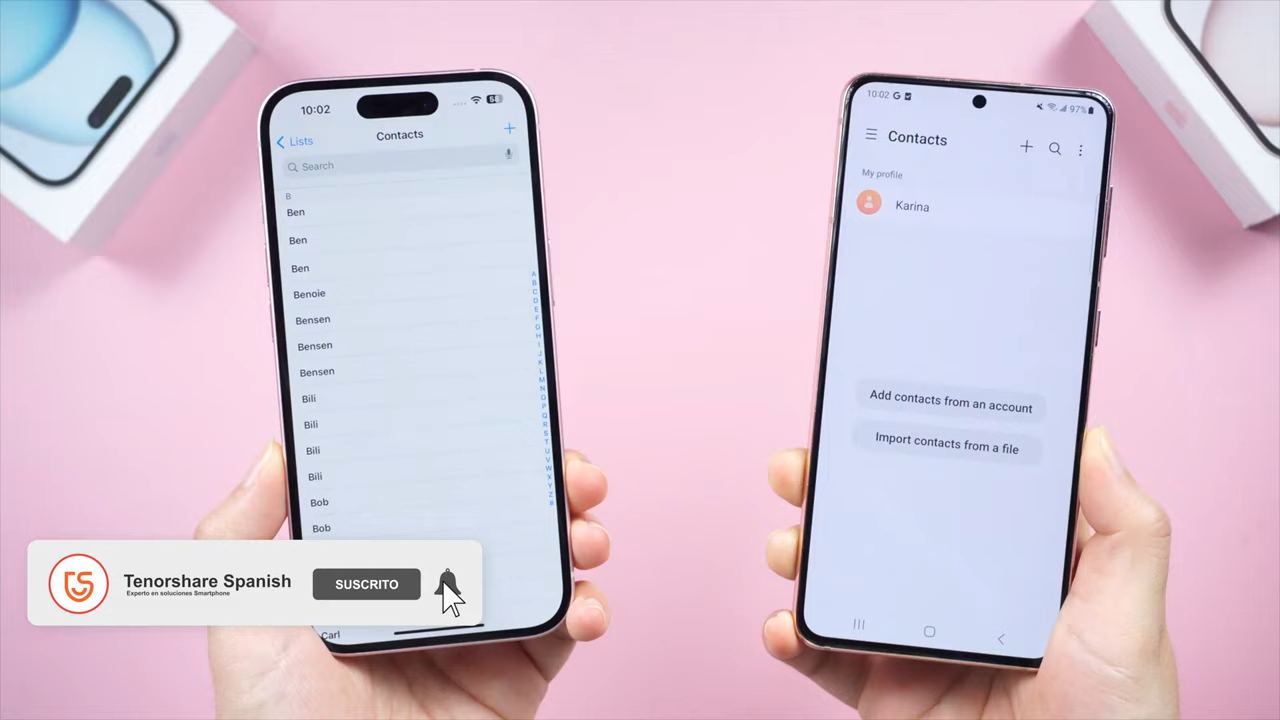 10:02
64
Lists
Contacts
+
Search
B
Ben
Ben
Ben
Benoie
Bensen
Bensen
Bensen
Bili
Bili
Bili
Bili
Bob
Bob
Carl
A
B
C
D
E
F
G
H
I
J
K
L
M
N
O
P
Q
R
S
T
U
V
W
X
Y
Z
#
10:02 G
97%
Contacts
My profile
Karina
Add contacts from an account
Import contacts from a file
Tenorshare Spanish
Experto en soluciones Smartphone
SUSCRITO